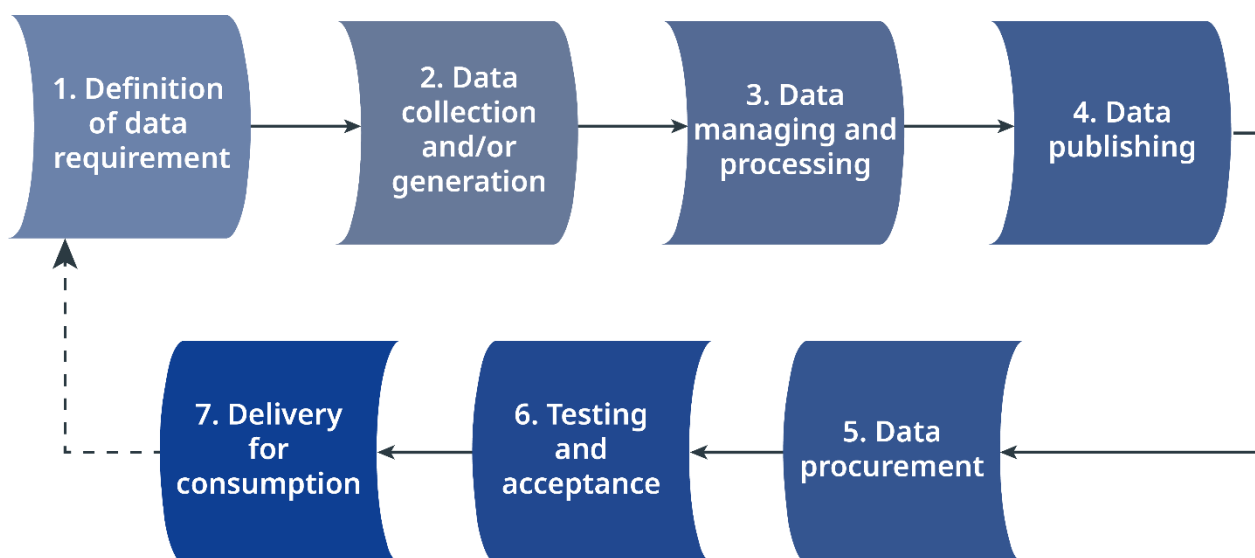 1. Definition
of data
requirement
2. Data
collection
and/or
generation
3. Data
managing and
processing
4. Data
publishing
5. Data
procurement
6. Testing
and
acceptance
7. Delivery
for
consumption